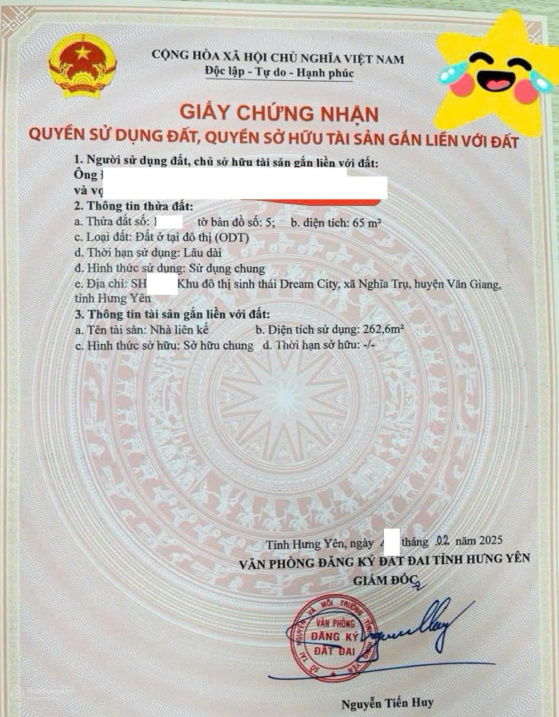 CỘNG HÒA XÃ HỘI CHỦ NGHĨA VIỆT NAM
Độc lập - Tự do - Hạnh phúc
GIẤY CHỨNG NHẬN
QUYỀN SỬ DỤNG ĐẤT, QUYỀN SỞ HỮU TÀI SẢN GẮN LIỀN VỚI ĐẤT
1. Người sử dụng đất, chủ sở hữu tài sản gắn liền với đất:
Ông
và vợ
2. Thông tin thửa đất:
a. Thửa đất số: 1 tờ bản đồ số: 5; b. diện tích: 65 m²
c. Loại đất: Đất ở tại đô thị (ODT)
d. Thời hạn sử dụng: Lâu dài
đ. Hình thức sử dụng: Sử dụng chung
e. Địa chỉ: SH Khu đô thị sinh thái Dream City, xã Nghĩa Trụ, huyện Văn Giang,
tỉnh Hưng Yên
3. Thông tin tài sản gắn liền với đất:
a. Tên tài sản: Nhà liên kế b. Diện tích sử dụng: 262,6m²
c. Hình thức sở hữu: Sở hữu chung d. Thời hạn sở hữu: -/-
Tỉnh Hưng Yên, ngày tháng 02 năm 2025
VĂN PHÒNG ĐĂNG KÝ ĐẤT ĐAI TỈNH HƯNG YÊN
GIÁM ĐỐC
VĂN PHÒNG
ĐĂNG KÝ
ĐẤT ĐAI
Nguyễn Tiến Huy